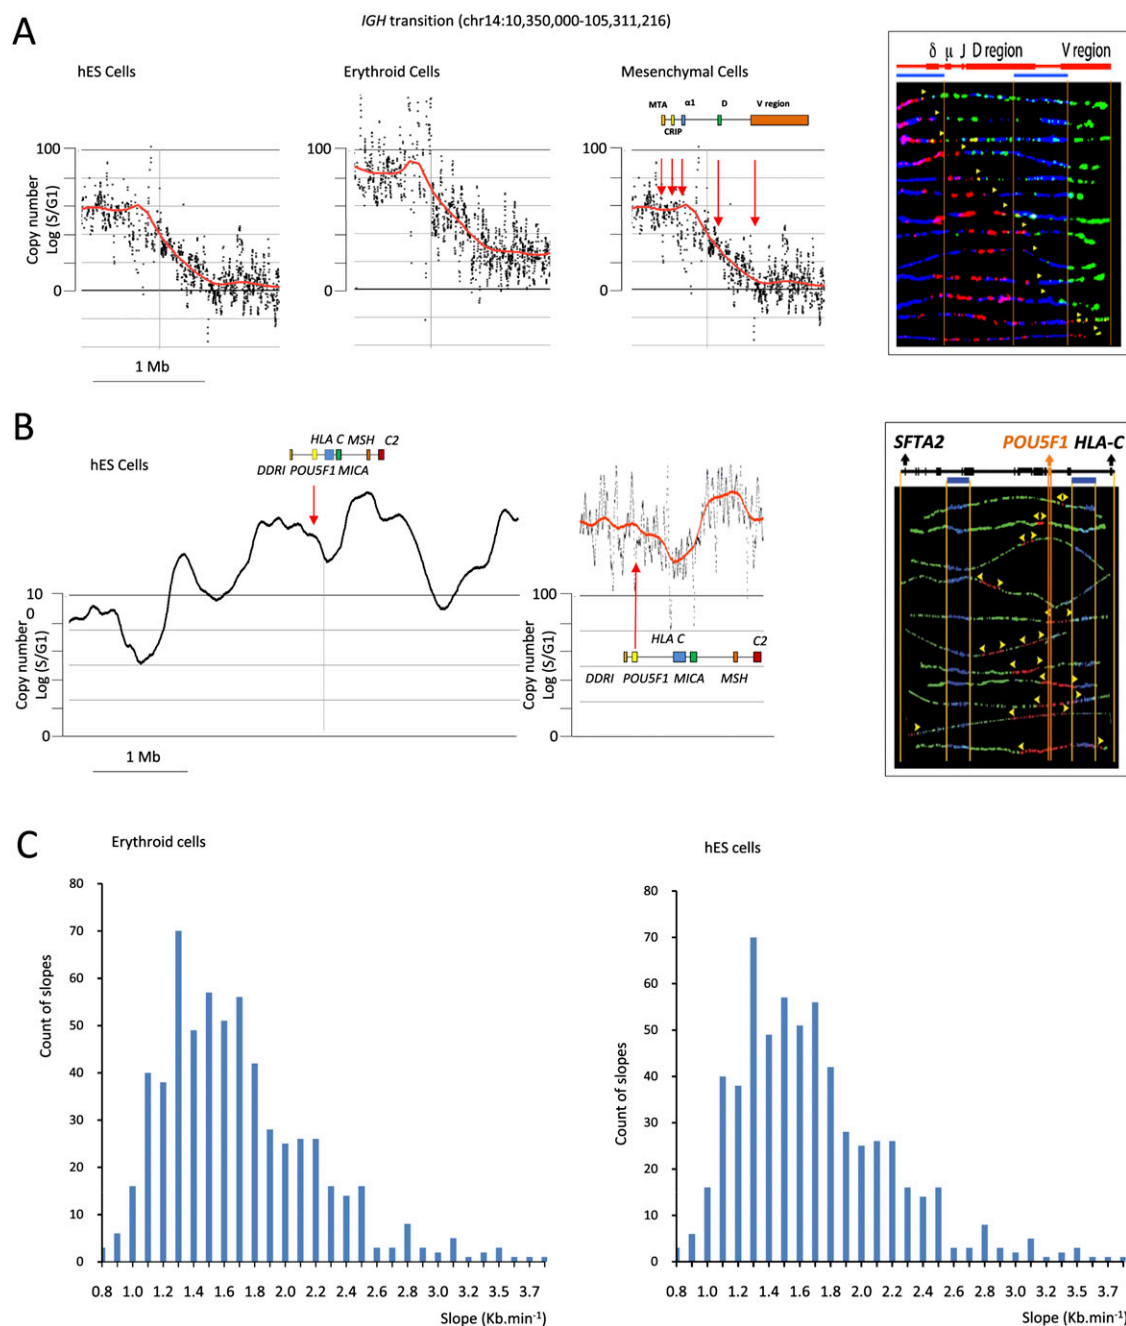 IGH transition (chr14:10,350,000-105,311,216)
A
hES Cells
Copy number
Log (S/G1)
100
0
1 Mb
Erythroid Cells
100
0
Mesenchymal Cells
MTA
α1
D
V region
CRIP
100
0
δ μ J D region V region
B
hES Cells
HLA C MSH C2
DDRI POU5F1 MICA
Copy number
Log (S/G1)
10
0
0
1 Mb
Copy number
Log (S/G1)
100
0
HLA C C2
DDRI POU5F1 MICA MSH
SFTA2 POU5F1 HLA-C
C
Erythroid cells
Count of slopes
80
70
60
50
40
30
20
10
0
0.8 1.0 1.2 1.4 1.6 1.8 2.0 2.2 2.4 2.6 2.8 3.0 3.2 3.5 3.7
Slope (Kb.min-1)
hES cells
Count of slopes
80
70
60
50
40
30
20
10
0
0.8 1.0 1.2 1.4 1.6 1.8 2.0 2.2 2.4 2.6 2.8 3.0 3.2 3.5 3.7
Slope (Kb.min-1)